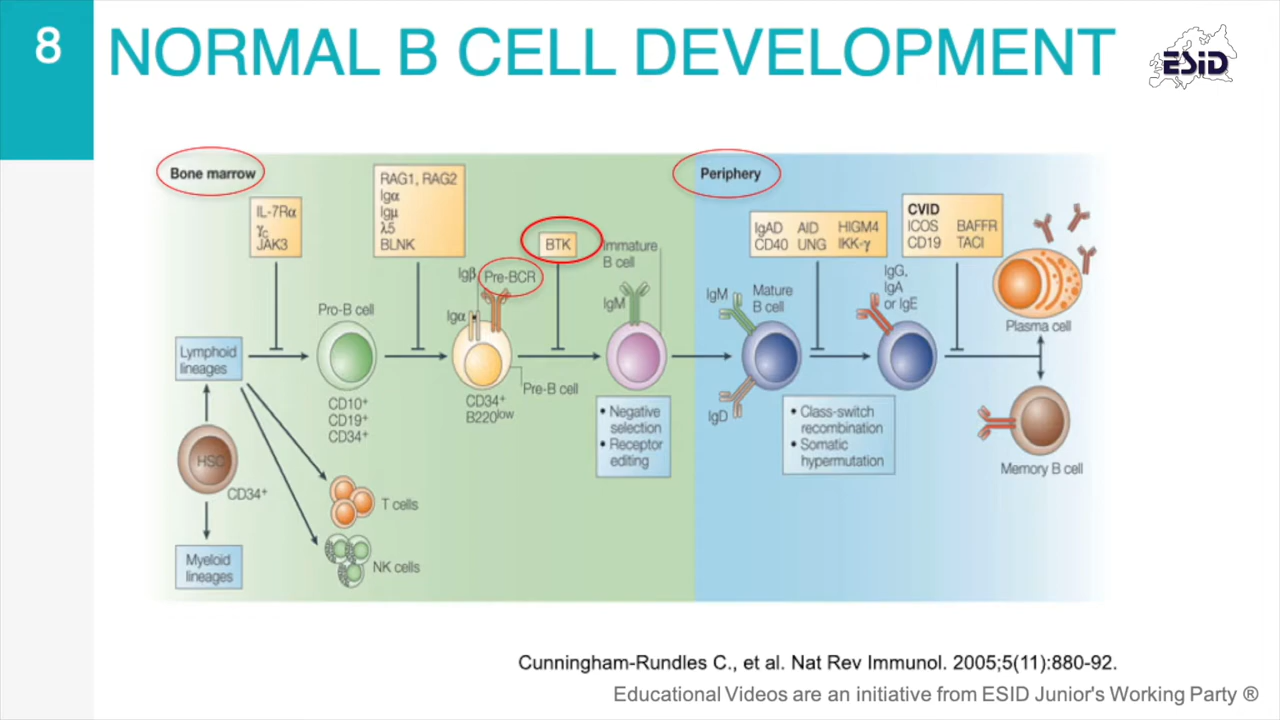 8
NORMAL B CELL DEVELOPMENT
ESID
Bone marrow
Periphery
IL-7Rα
γc
JAK3
RAG1, RAG2
Igα
Igμ
λ5
BLNK
BTK
IgAD AID HIGM4
CD40 UNG IKK-γ
CVID
ICOS BAFFR
CD19 TACI
Lymphoid
lineages
Pro-B cell
CD10⁺
CD19⁺
CD34⁺
Igβ
Pre-BCR
Igα
Pre-B cell
CD34⁺
B220low
Immature
B cell
IgM
• Negative
selection
• Receptor
editing
IgM
Mature
B cell
IgD
• Class-switch
recombination
• Somatic
hypermutation
IgG,
IgA
or IgE
Plasma cell
Memory B cell
HSC
CD34⁺
T cells
NK cells
Myeloid
lineages
Cunningham-Rundles C., et al. Nat Rev Immunol. 2005;5(11):880-92.
Educational Videos are an initiative from ESID Junior's Working Party ®